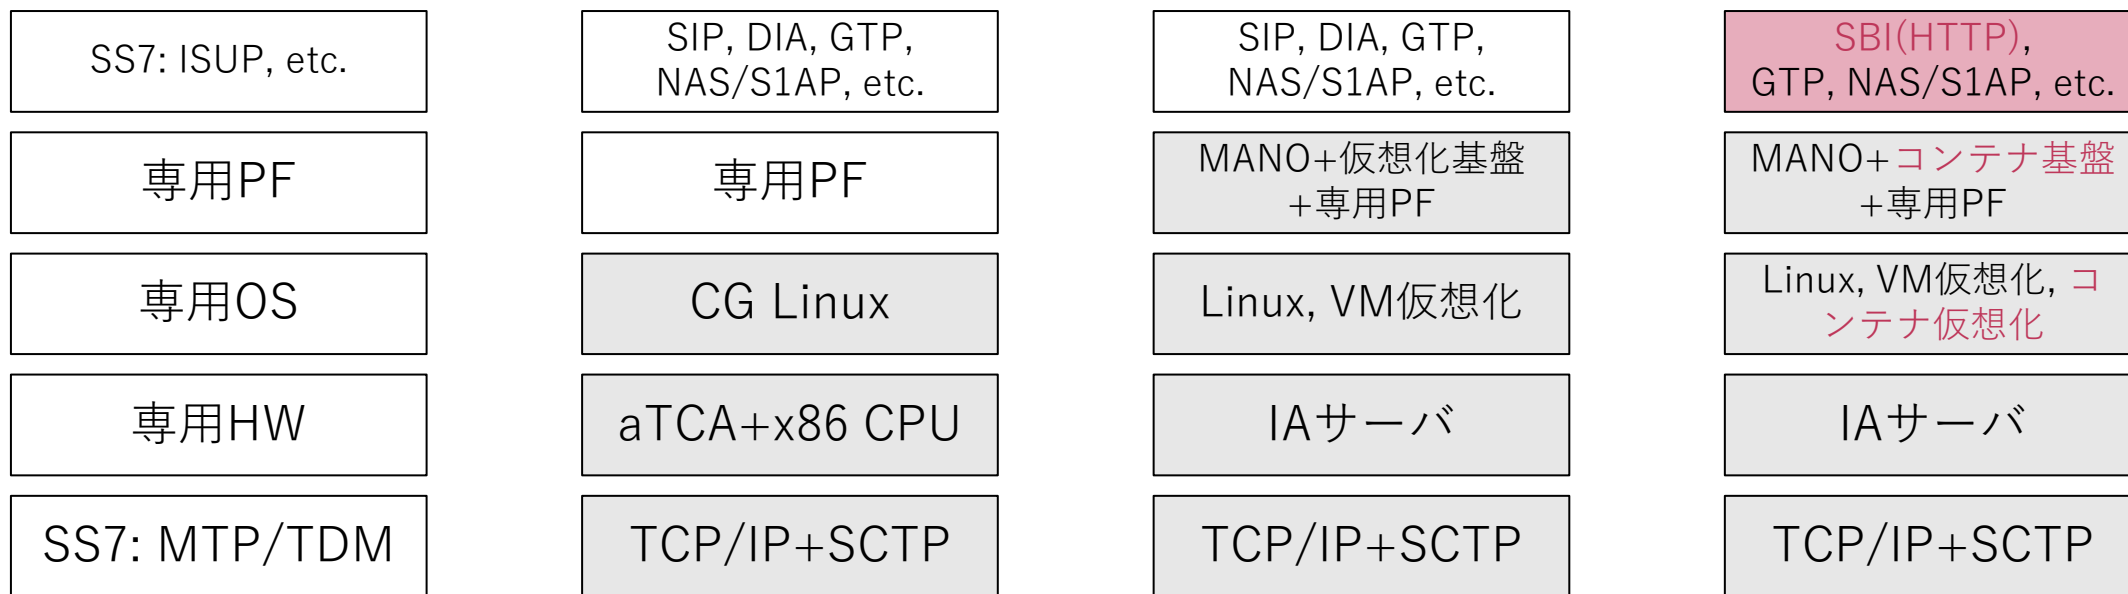 SS7: ISUP, etc.
専用PF
専用OS
専用HW
SS7: MTP/TDM
SIP, DIA, GTP,
NAS/S1AP, etc.
専用PF
CG Linux
aTCA+x86 CPU
TCP/IP+SCTP
SIP, DIA, GTP,
NAS/S1AP, etc.
MANO+仮想化基盤
+専用PF
Linux, VM仮想化
IAサーバ
TCP/IP+SCTP
SBI(HTTP),
GTP, NAS/S1AP, etc.
MANO+コンテナ基盤
+専用PF
Linux, VM仮想化, コ
ンテナ仮想化
IAサーバ
TCP/IP+SCTP